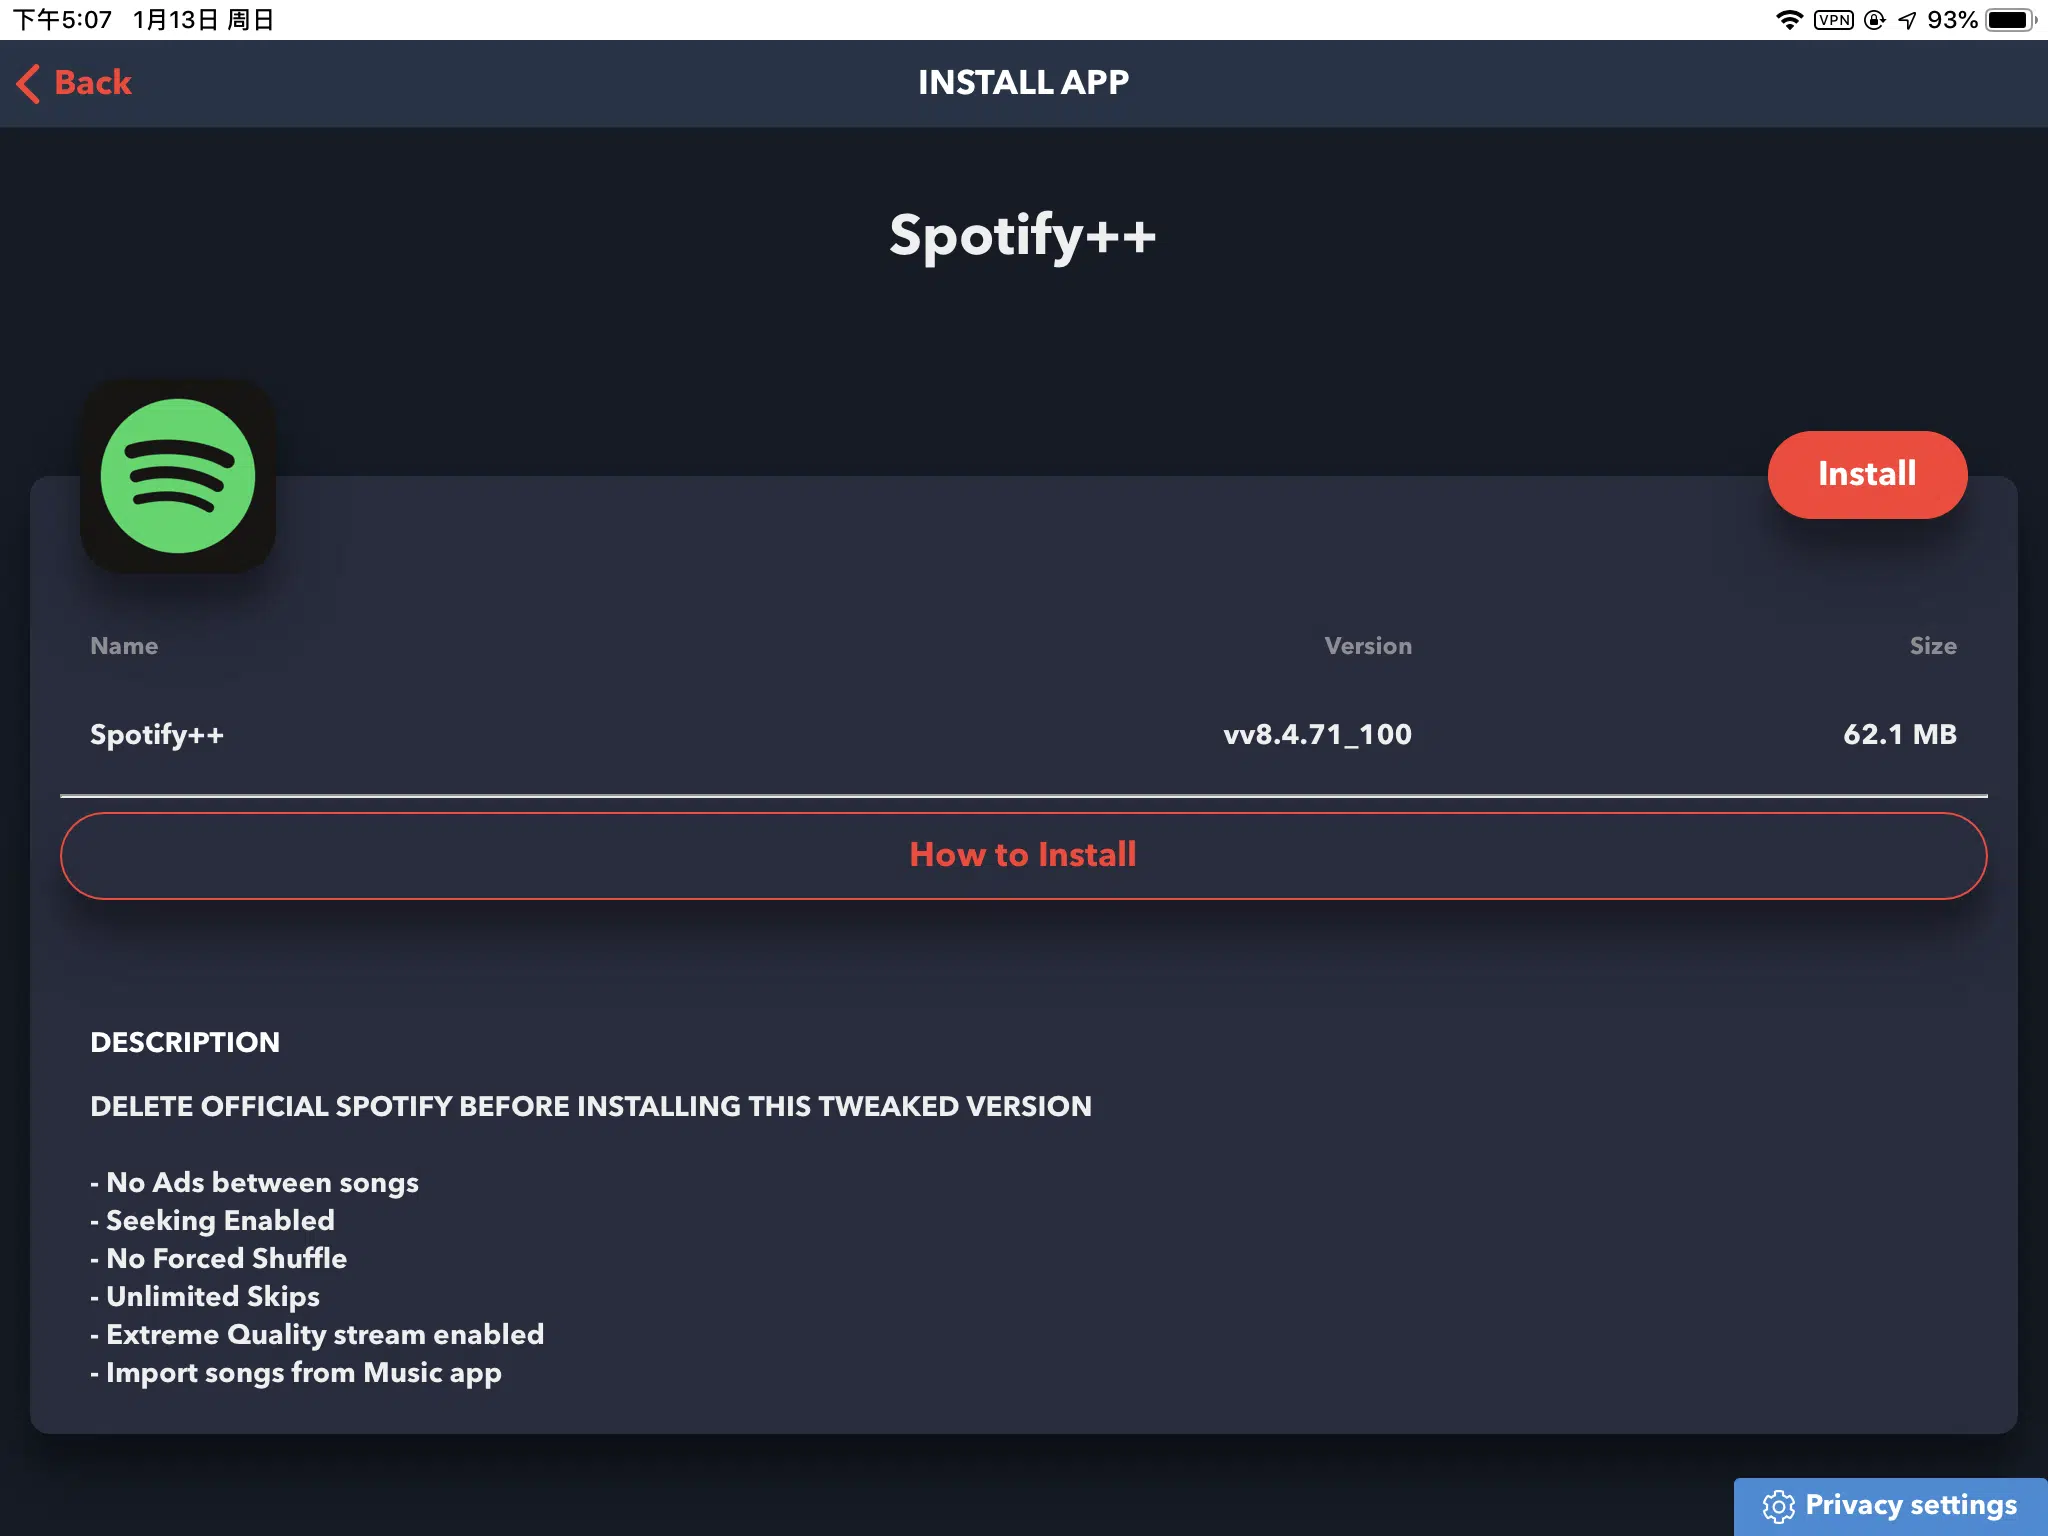 下午5:07 1月13日 周日
VPN 93%
Back
INSTALL APP
Spotify++
Install
Name Version Size
Spotify++ vv8.4.71_100 62.1 MB
How to Install
DESCRIPTION
DELETE OFFICIAL SPOTIFY BEFORE INSTALLING THIS TWEAKED VERSION
- No Ads between songs
- Seeking Enabled
- No Forced Shuffle
- Unlimited Skips
- Extreme Quality stream enabled
- Import songs from Music app
Privacy settings